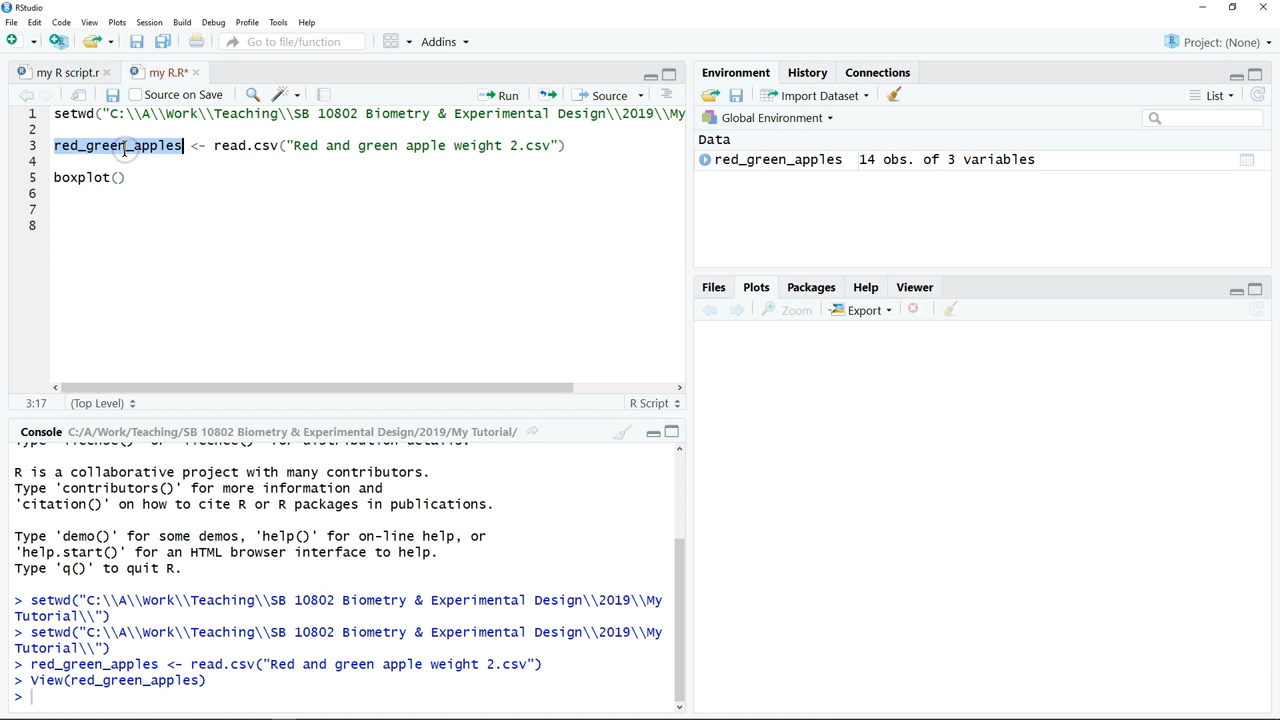 RStudio
File Edit Code View Plots Session Build Debug Profile Tools Help
Go to file/function Addins Project: (None)
my R script.r my R.R*
Source on Save Run Source
1 setwd("C:\\A\\Work\\Teaching\\SB 10802 Biometry & Experimental Design\\2019\\My
2
3 red_green_apples <- read.csv("Red and green apple weight 2.csv")
4
5 boxplot()
6
7
8
3:17 (Top Level) R Script
Console C:/A/Work/Teaching/SB 10802 Biometry & Experimental Design/2019/My Tutorial/
R is a collaborative project with many contributors.
Type 'contributors()' for more information and
'citation()' on how to cite R or R packages in publications.
Type 'demo()' for some demos, 'help()' for on-line help, or
'help.start()' for an HTML browser interface to help.
Type 'q()' to quit R.
> setwd("C:\\A\\Work\\Teaching\\SB 10802 Biometry & Experimental Design\\2019\\My
Tutorial\\")
> setwd("C:\\A\\Work\\Teaching\\SB 10802 Biometry & Experimental Design\\2019\\My
Tutorial\\")
> red_green_apples <- read.csv("Red and green apple weight 2.csv")
> View(red_green_apples)
>
Environment History Connections
Import Dataset List
Global Environment
Data
red_green_apples 14 obs. of 3 variables
Files Plots Packages Help Viewer
Zoom Export